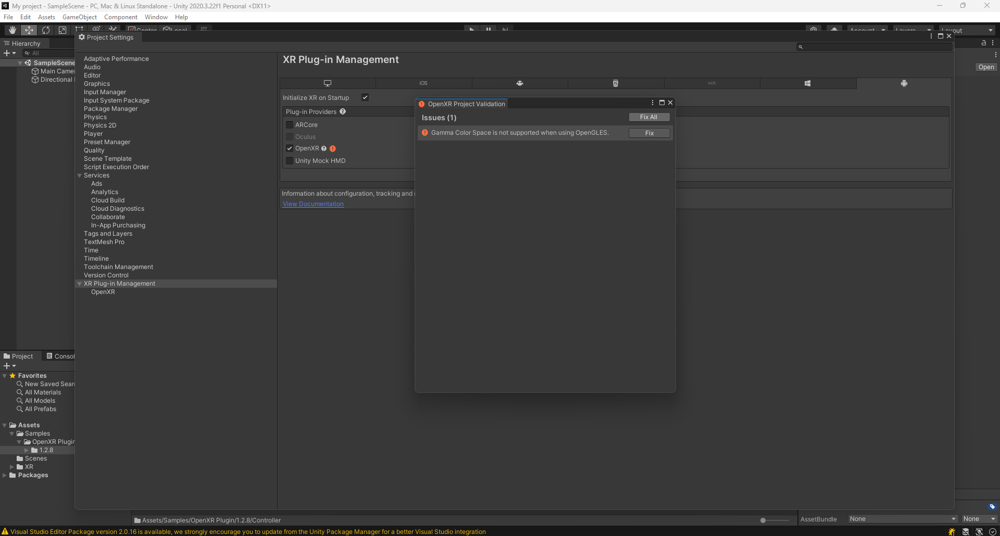 My project - SampleScene - PC, Mac & Linux Standalone - Unity 2020.3.22f1 Personal <DX11>
File Edit Assets GameObject Component Window Help
Center Local Account Layers Layout
Project Settings
Hierarchy
All
Adaptive Performance
Audio
Editor
Graphics
Input Manager
Input System Package
Package Manager
Physics
Physics 2D
Player
Preset Manager
Quality
Scene Template
Script Execution Order
Services
Ads
Analytics
Cloud Build
Cloud Diagnostics
Collaborate
In-App Purchasing
Tags and Layers
TextMesh Pro
Time
Timeline
Toolchain Management
Version Control
XR Plug-in Management
OpenXR
SampleScene
Main Camer
Directional
XR Plug-in Management
iOS
tvOS
Initialize XR on Startup
Plug-in Providers
ARCore
Oculus
OpenXR
Unity Mock HMD
Information about configuration, tracking and
View Documentation
OpenXR Project Validation
Issues (1)
Fix All
Gamma Color Space is not supported when using OpenGLES.
Fix
Open
Project Consol
Favorites
New Saved Sear
All Materials
All Models
All Prefabs
Assets
Samples
OpenXR Plugin
1.2.8
Scenes
XR
Packages
Assets/Samples/OpenXR Plugin/1.2.8/Controller
AssetBundle None None
Visual Studio Editor Package version 2.0.16 is available, we strongly encourage you to update from the Unity Package Manager for a better Visual Studio integration